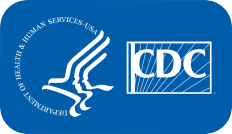 DEPARTMENT OF HEALTH & HUMAN SERVICES·USA
CDC